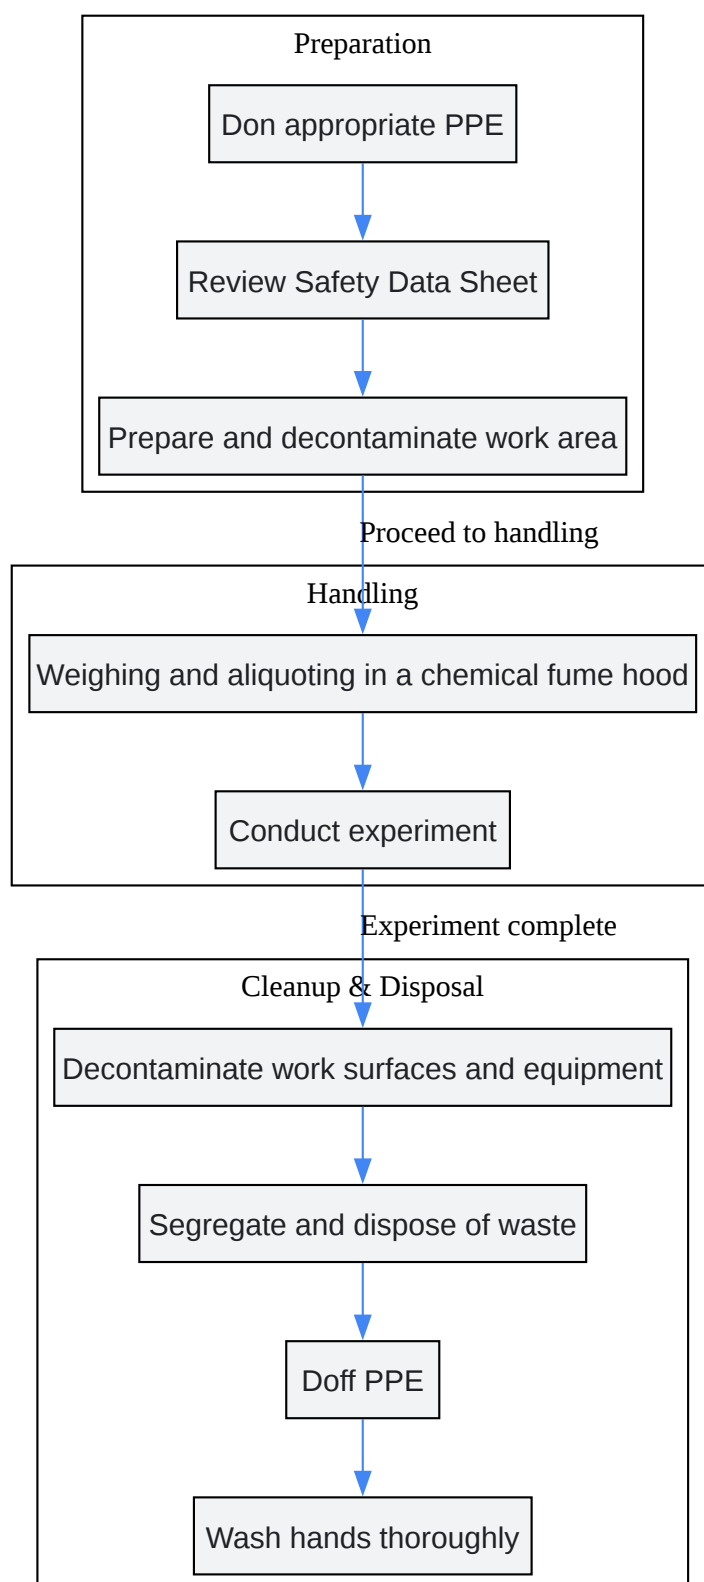 Preparation
Don appropriate PPE
Review Safety Data Sheet
Prepare and decontaminate work area
Proceed to handling
Handling
Weighing and aliquoting in a chemical fume hood
Conduct experiment
Experiment complete
Cleanup & Disposal
Decontaminate work surfaces and equipment
Segregate and dispose of waste
Doff PPE
Wash hands thoroughly